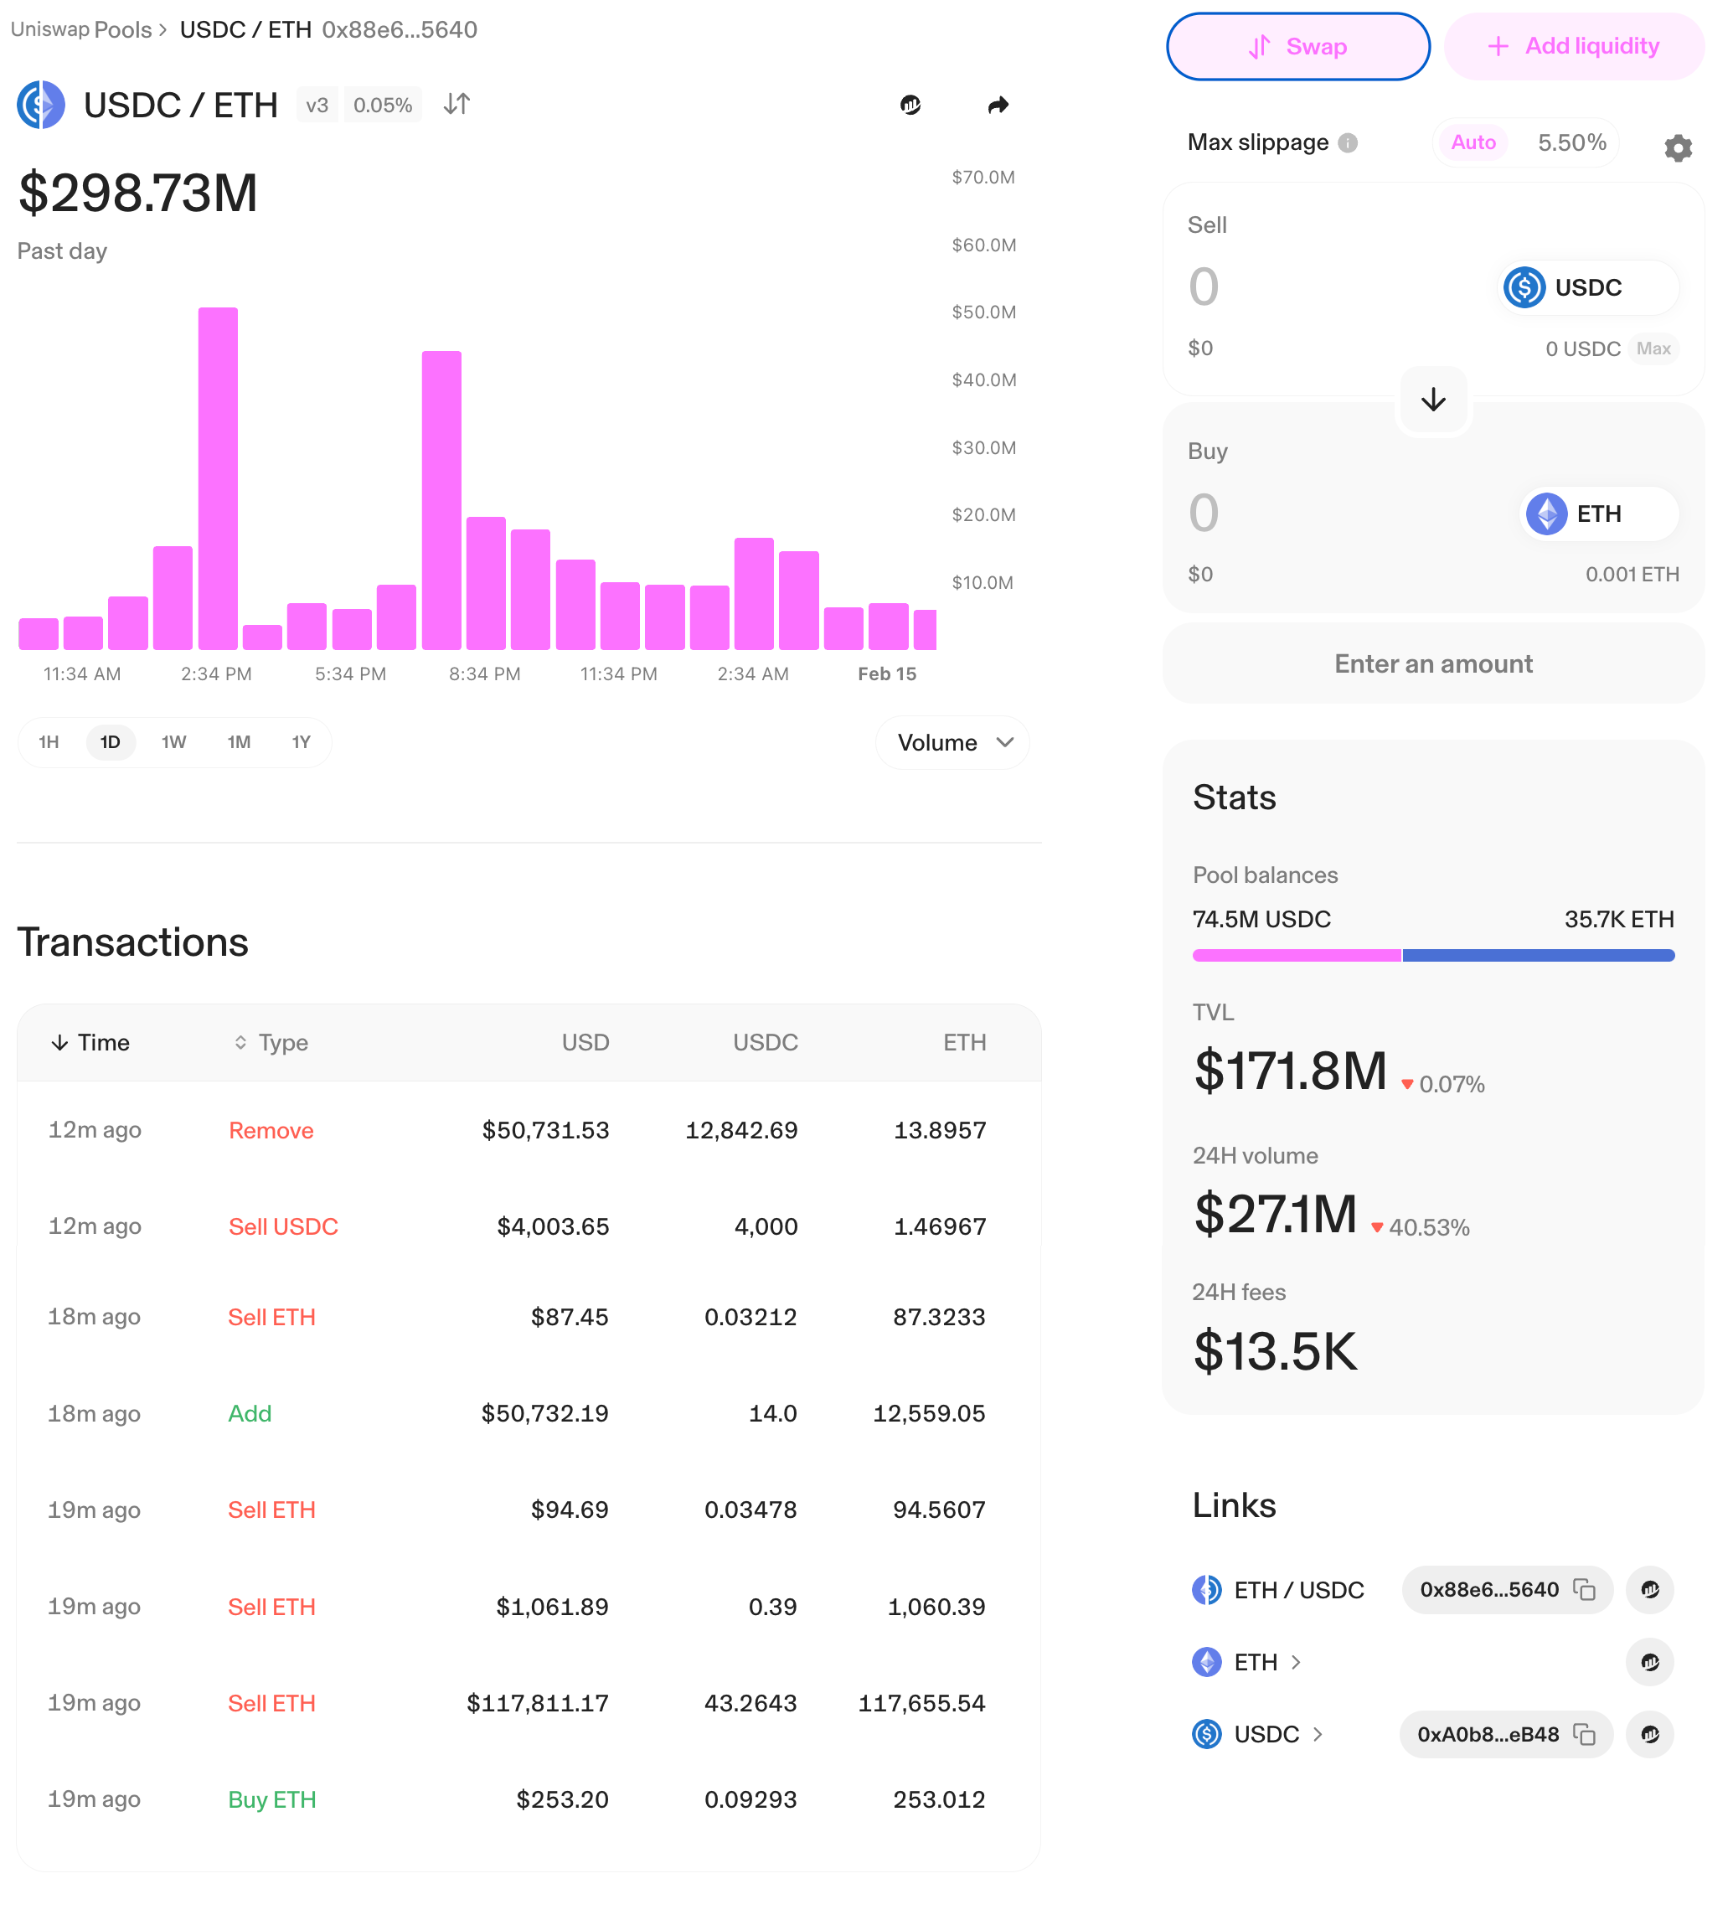 Uniswap Pools > USDC / ETH 0x88e6...5640
USDC / ETH v3 0.05%
$298.73M
Past day
$70.0M
$60.0M
$50.0M
$40.0M
$30.0M
$20.0M
$10.0M
11:34 AM 2:34 PM 5:34 PM 8:34 PM 11:34 PM 2:34 AM Feb 15
1H 1D 1W 1M 1Y
Volume
Transactions
Time Type USD USDC ETH
12m ago Remove $50,731.53 12,842.69 13.8957
12m ago Sell USDC $4,003.65 4,000 1.46967
18m ago Sell ETH $87.45 0.03212 87.3233
18m ago Add $50,732.19 14.0 12,559.05
19m ago Sell ETH $94.69 0.03478 94.5607
19m ago Sell ETH $1,061.89 0.39 1,060.39
19m ago Sell ETH $117,811.17 43.2643 117,655.54
19m ago Buy ETH $253.20 0.09293 253.012
Swap
+ Add liquidity
Max slippage Auto 5.50%
Sell
0 USDC
$0 0 USDC Max
Buy
0 ETH
$0 0.001 ETH
Enter an amount
Stats
Pool balances
74.5M USDC 35.7K ETH
TVL
$171.8M 0.07%
24H volume
$27.1M 40.53%
24H fees
$13.5K
Links
ETH / USDC 0x88e6...5640
ETH >
USDC > 0xA0b8...eB48